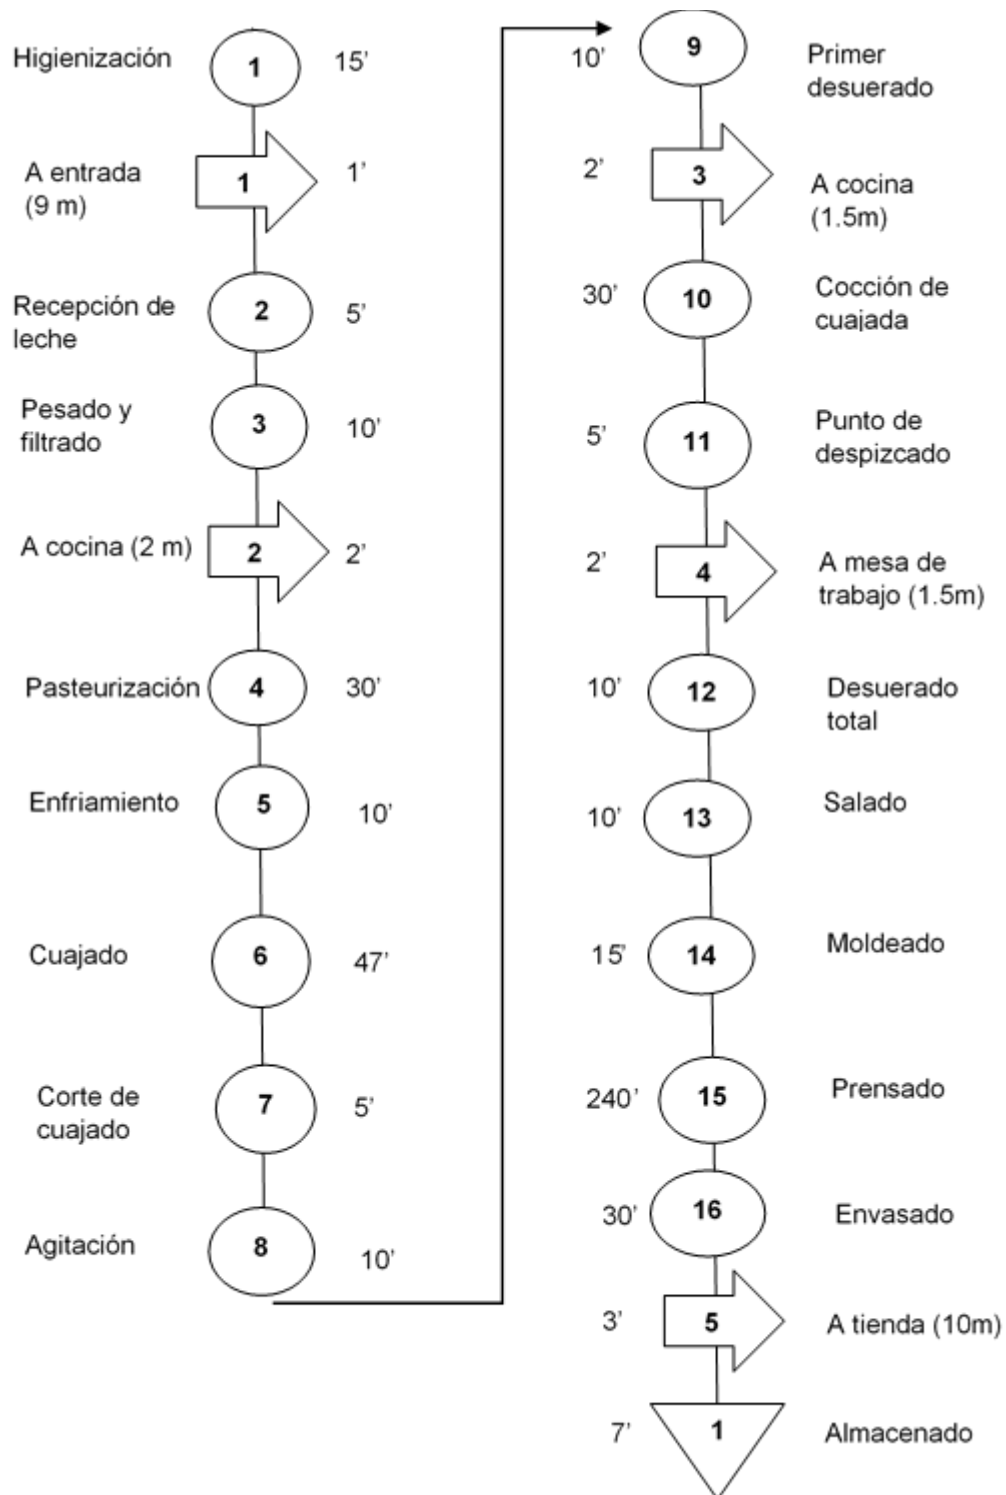 Higienización
1
15’
A entrada
(9 m)
1
1’
Recepción de
leche
2
5’
Pesado y
filtrado
3
10’
A cocina (2 m)
2
2’
Pasteurización
4
30’
Enfriamiento
5
10’
Cuajado
6
47’
Corte de
cuajado
7
5’
Agitación
8
10’
10’
9
Primer
desuerado
2’
3
A cocina
(1.5m)
30’
10
Cocción de
cuajada
5’
11
Punto de
despizcado
2’
4
A mesa de
trabajo (1.5m)
10’
12
Desuerado
total
10’
13
Salado
15’
14
Moldeado
240’
15
Prensado
30’
16
Envasado
3’
5
A tienda (10m)
7’
1
Almacenado